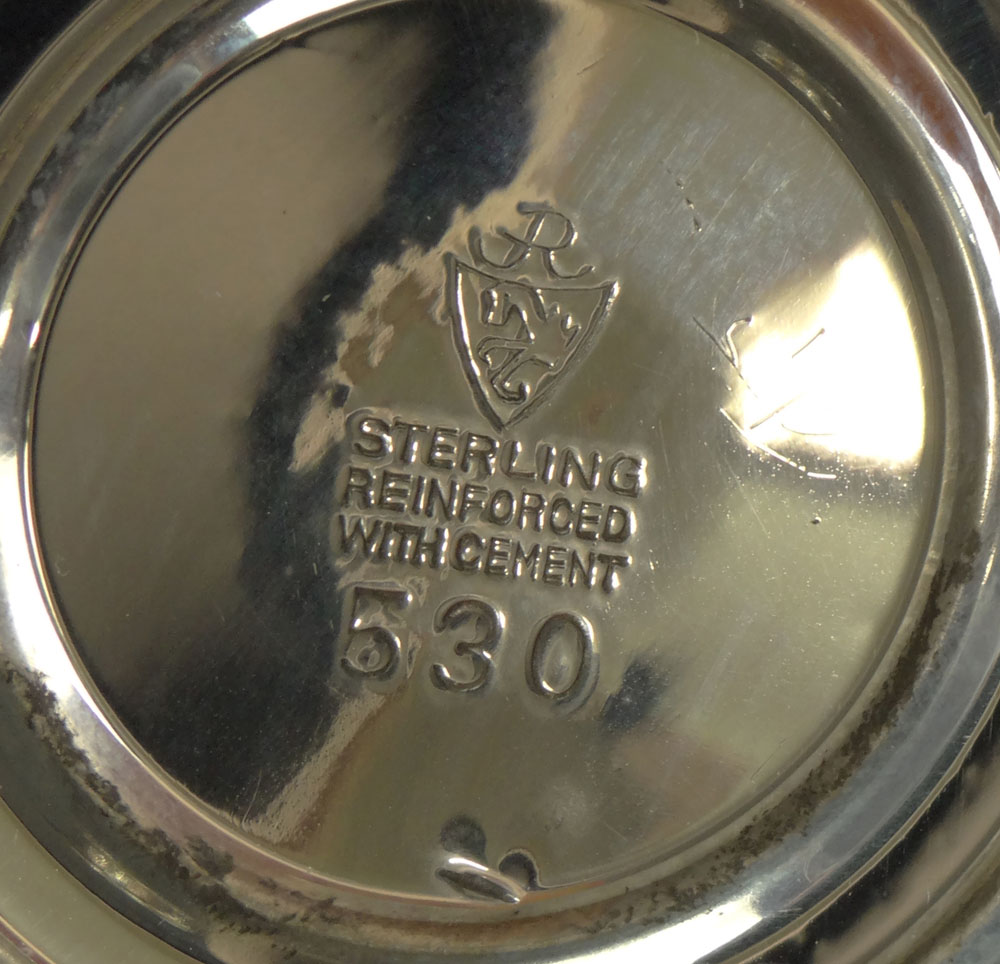 R
STERLING
REINFORCED
WITH CEMENT
530